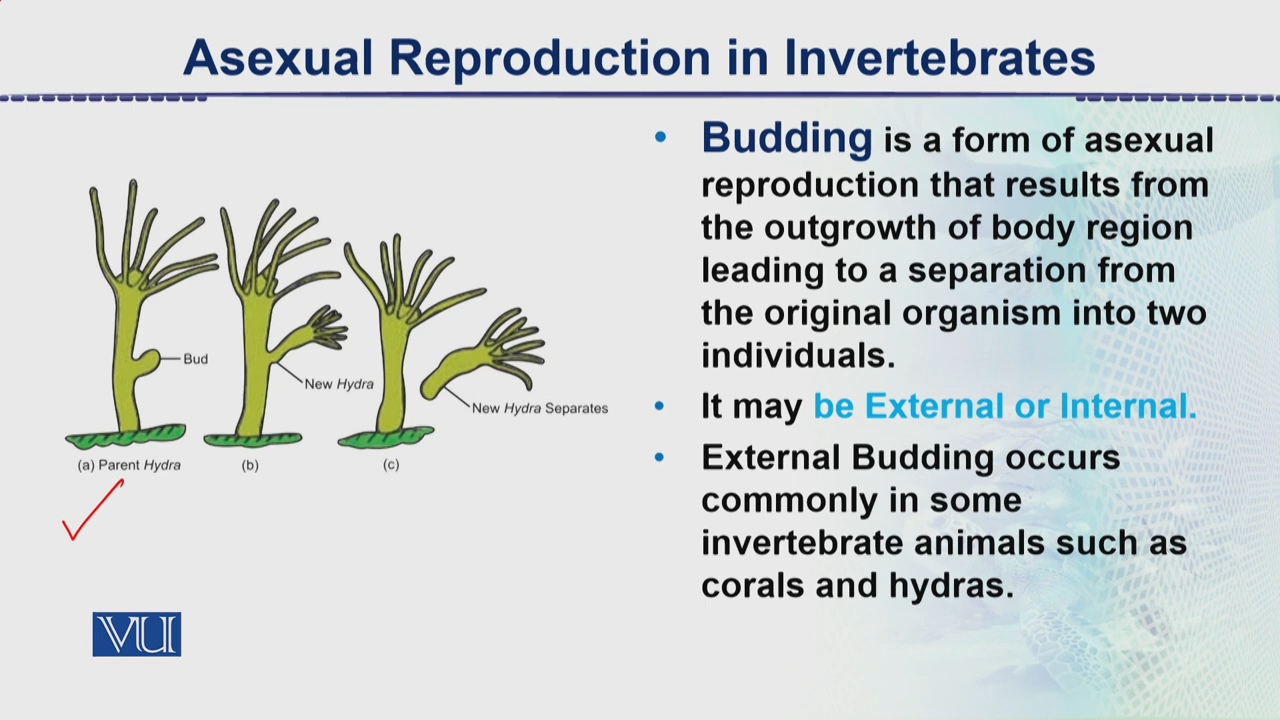 Asexual Reproduction in Invertebrates
Bud
New Hydra
New Hydra Separates
(a) Parent Hydra
(b)
(c)
VU
• Budding is a form of asexual
reproduction that results from
the outgrowth of body region
leading to a separation from
the original organism into two
individuals.
• It may be External or Internal.
• External Budding occurs
commonly in some
invertebrate animals such as
corals and hydras.